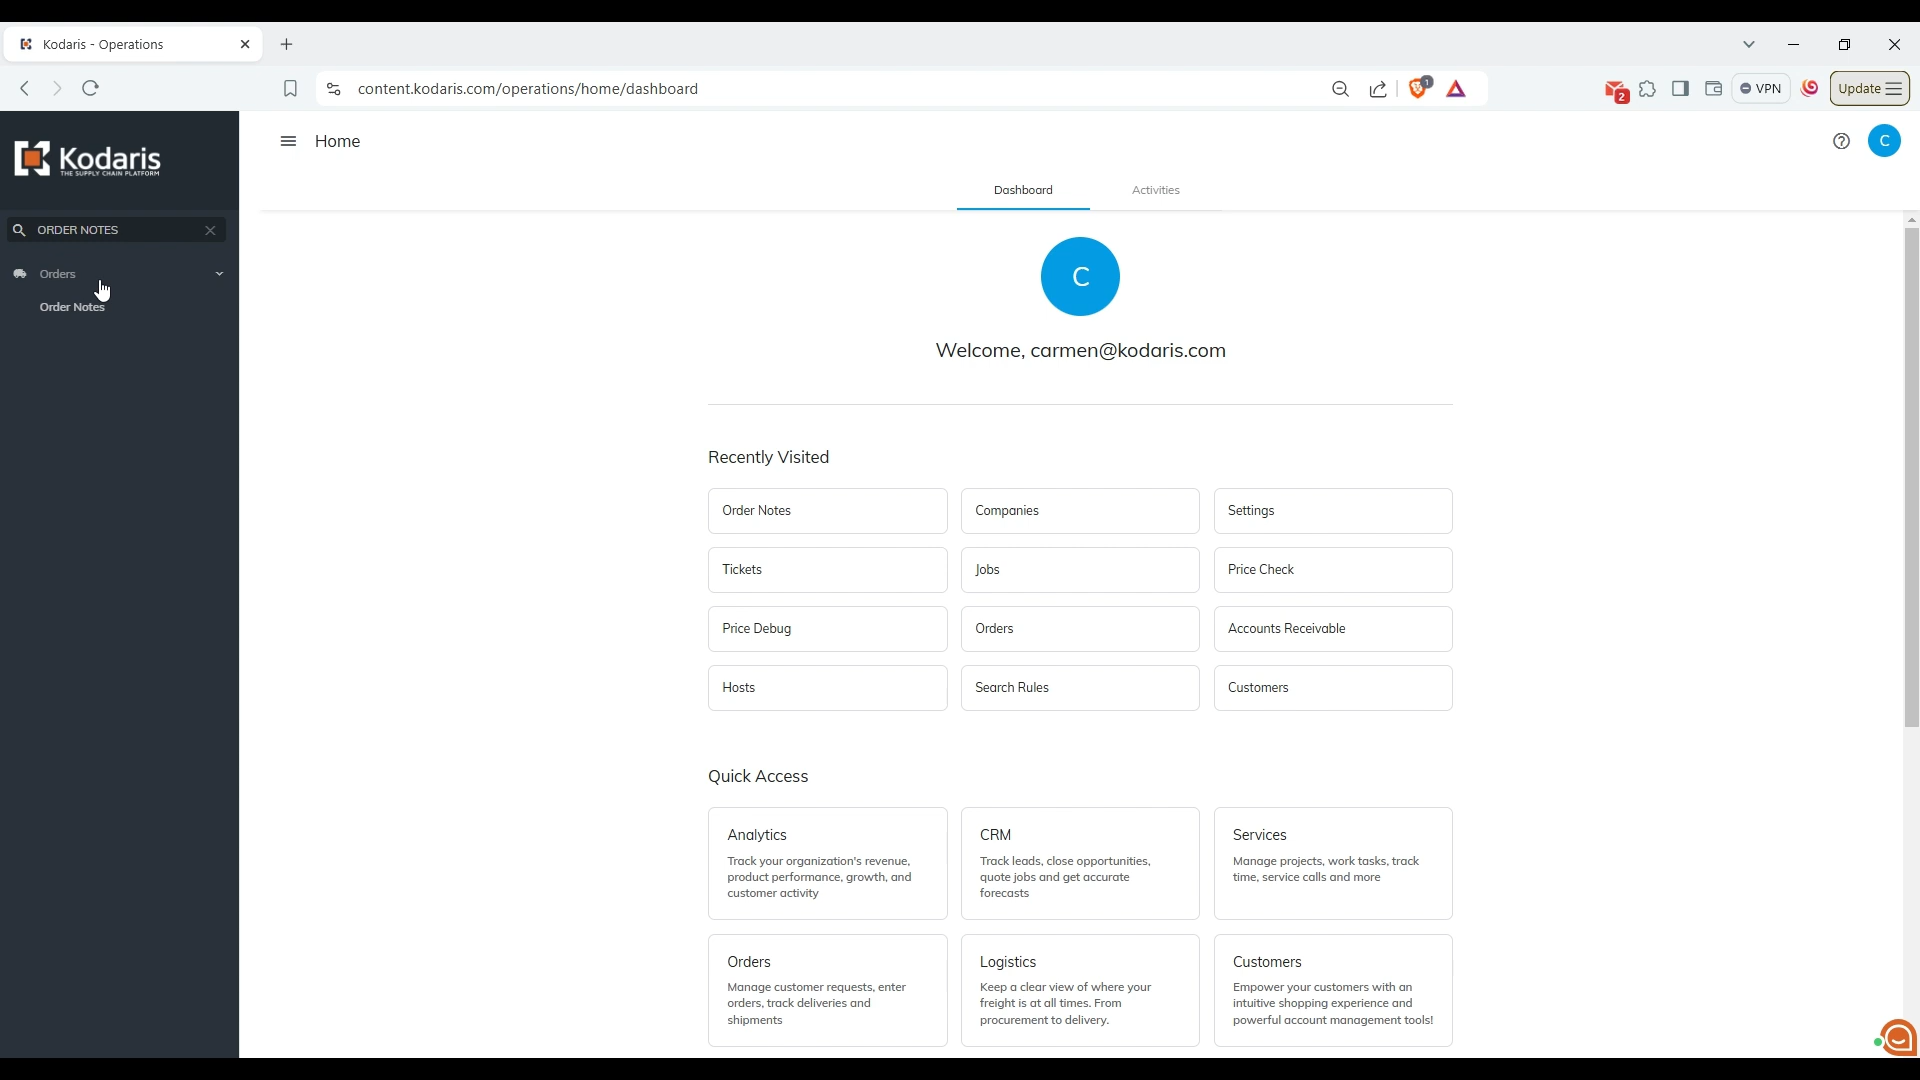 Kodaris - Operations
content.kodaris.com/operations/home/dashboard
1
2
VPN
Update
Kodaris
THE SUPPLY CHAIN PLATFORM
Home
C
Dashboard
Activities
ORDER NOTES
Orders
Order Notes
C
Welcome, carmen@kodaris.com
Recently Visited
Order Notes
Companies
Settings
Tickets
Jobs
Price Check
Price Debug
Orders
Accounts Receivable
Hosts
Search Rules
Customers
Quick Access
Analytics
Track your organization's revenue,
product performance, growth, and
customer activity
CRM
Track leads, close opportunities,
quote jobs and get accurate
forecasts
Services
Manage projects, work tasks, track
time, service calls and more
Orders
Manage customer requests, enter
orders, track deliveries and
shipments
Logistics
Keep a clear view of where your
freight is at all times. From
procurement to delivery.
Customers
Empower your customers with an
intuitive shopping experience and
powerful account management tools!